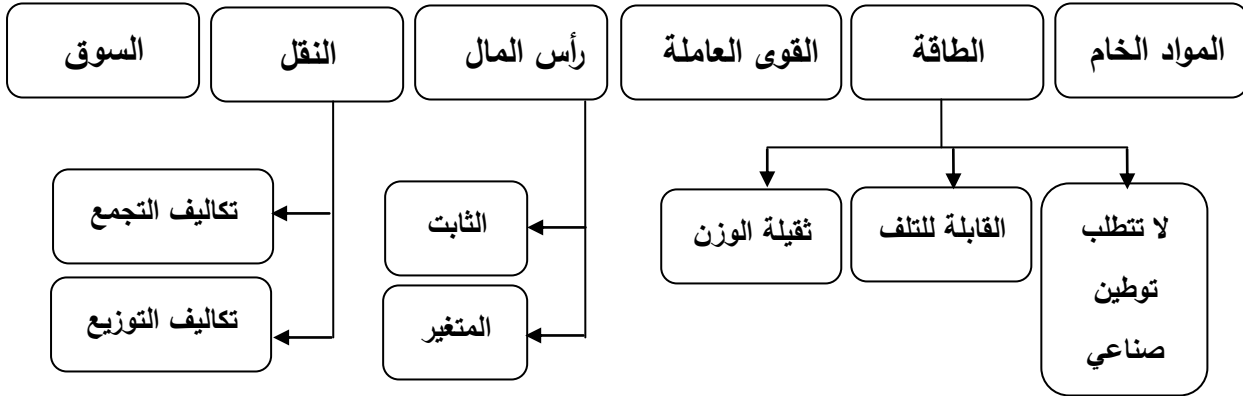 المواد الخام
الطاقة
القوى العاملة
رأس المال
النقل
السوق
لا تتطلب
توطين
صناعي
القابلة للتلف
ثقيلة الوزن
الثابت
المتغير
تكاليف التجمع
تكاليف التوزيع